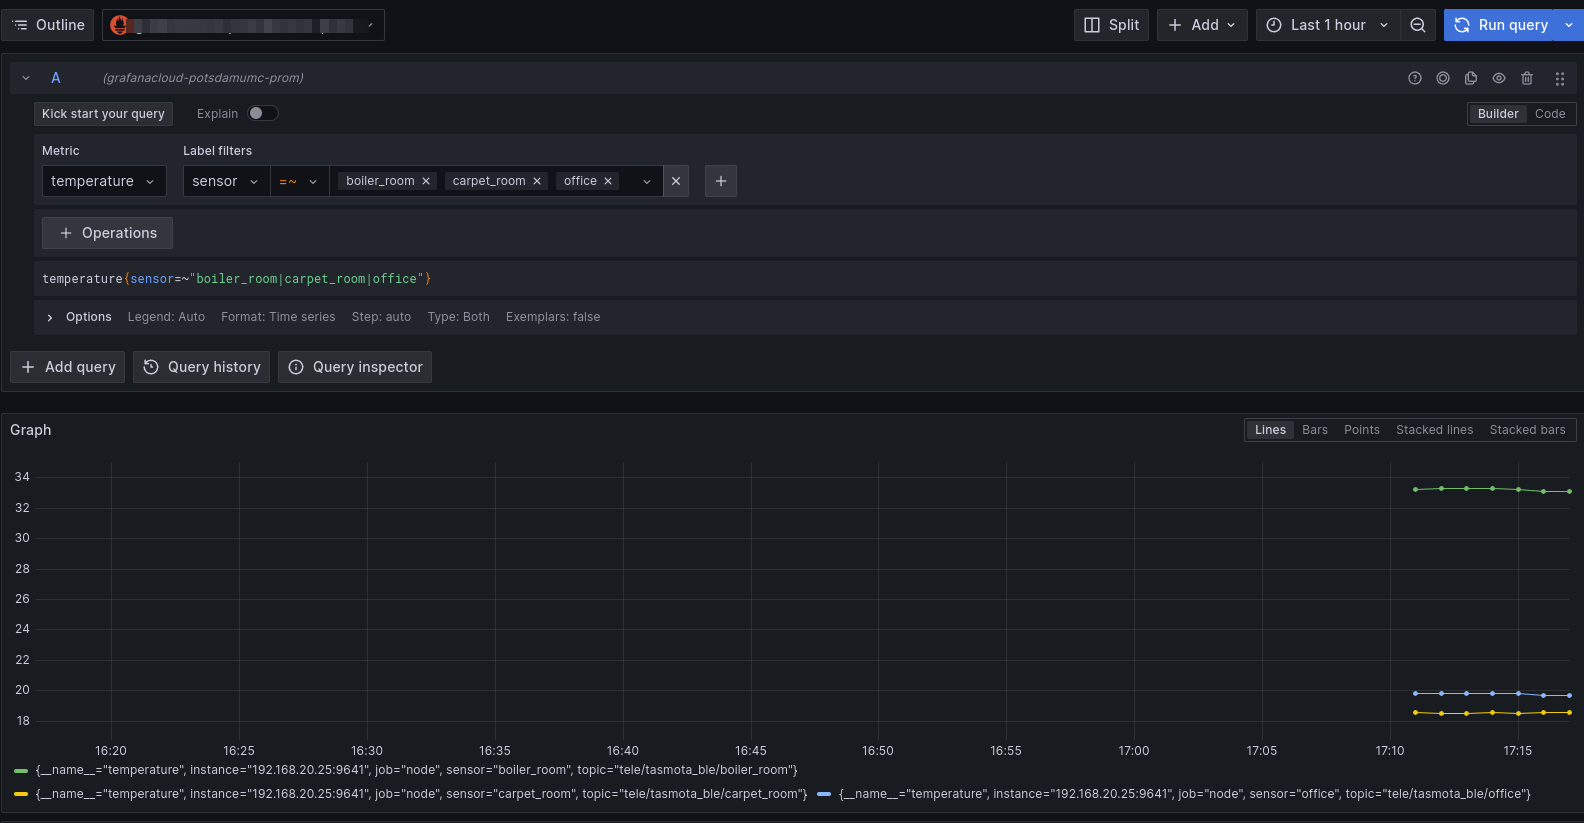 Outline
Split
Add
Last 1 hour
Run query
A (grafanacloud-potsdamumc-prom)
Kick start your query
Explain
Builder Code
Metric
Label filters
temperature sensor =~ boiler_room carpet_room office
Operations
temperature{sensor=~"boiler_room|carpet_room|office"}
Options Legend: Auto Format: Time series Step: auto Type: Both Exemplars: false
Add query Query history Query inspector
Graph
Lines Bars Points Stacked lines Stacked bars
34
32
30
28
26
24
22
20
18
16:20 16:25 16:30 16:35 16:40 16:45 16:50 16:55 17:00 17:05 17:10 17:15
{__name__="temperature", instance="192.168.20.25:9641", job="node", sensor="boiler_room", topic="tele/tasmota_ble/boiler_room"}
{__name__="temperature", instance="192.168.20.25:9641", job="node", sensor="carpet_room", topic="tele/tasmota_ble/carpet_room"} {__name__="temperature", instance="192.168.20.25:9641", job="node", sensor="office", topic="tele/tasmota_ble/office"}